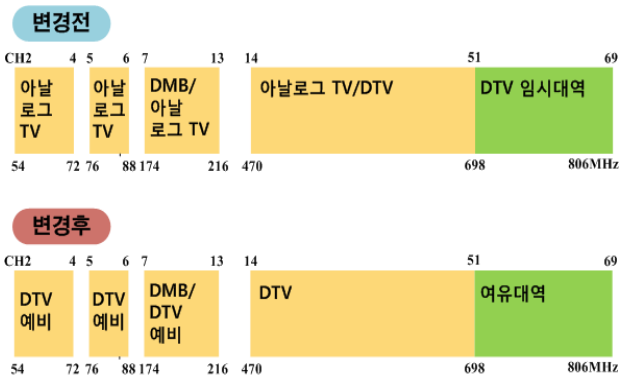 변경전
CH2 4 5 6 7 13 14 51 69
아날 아날 DMB/ 아날로그 TV/DTV DTV 임시대역
로그 로그 아날
TV TV 로그 TV
54 72 76 88 174 216 470 698 806MHz
변경후
CH2 4 5 6 7 13 14 51 69
DTV DTV DMB/ DTV 여유대역
예비 예비 DTV
예비
54 72 76 88 174 216 470 698 806MHz